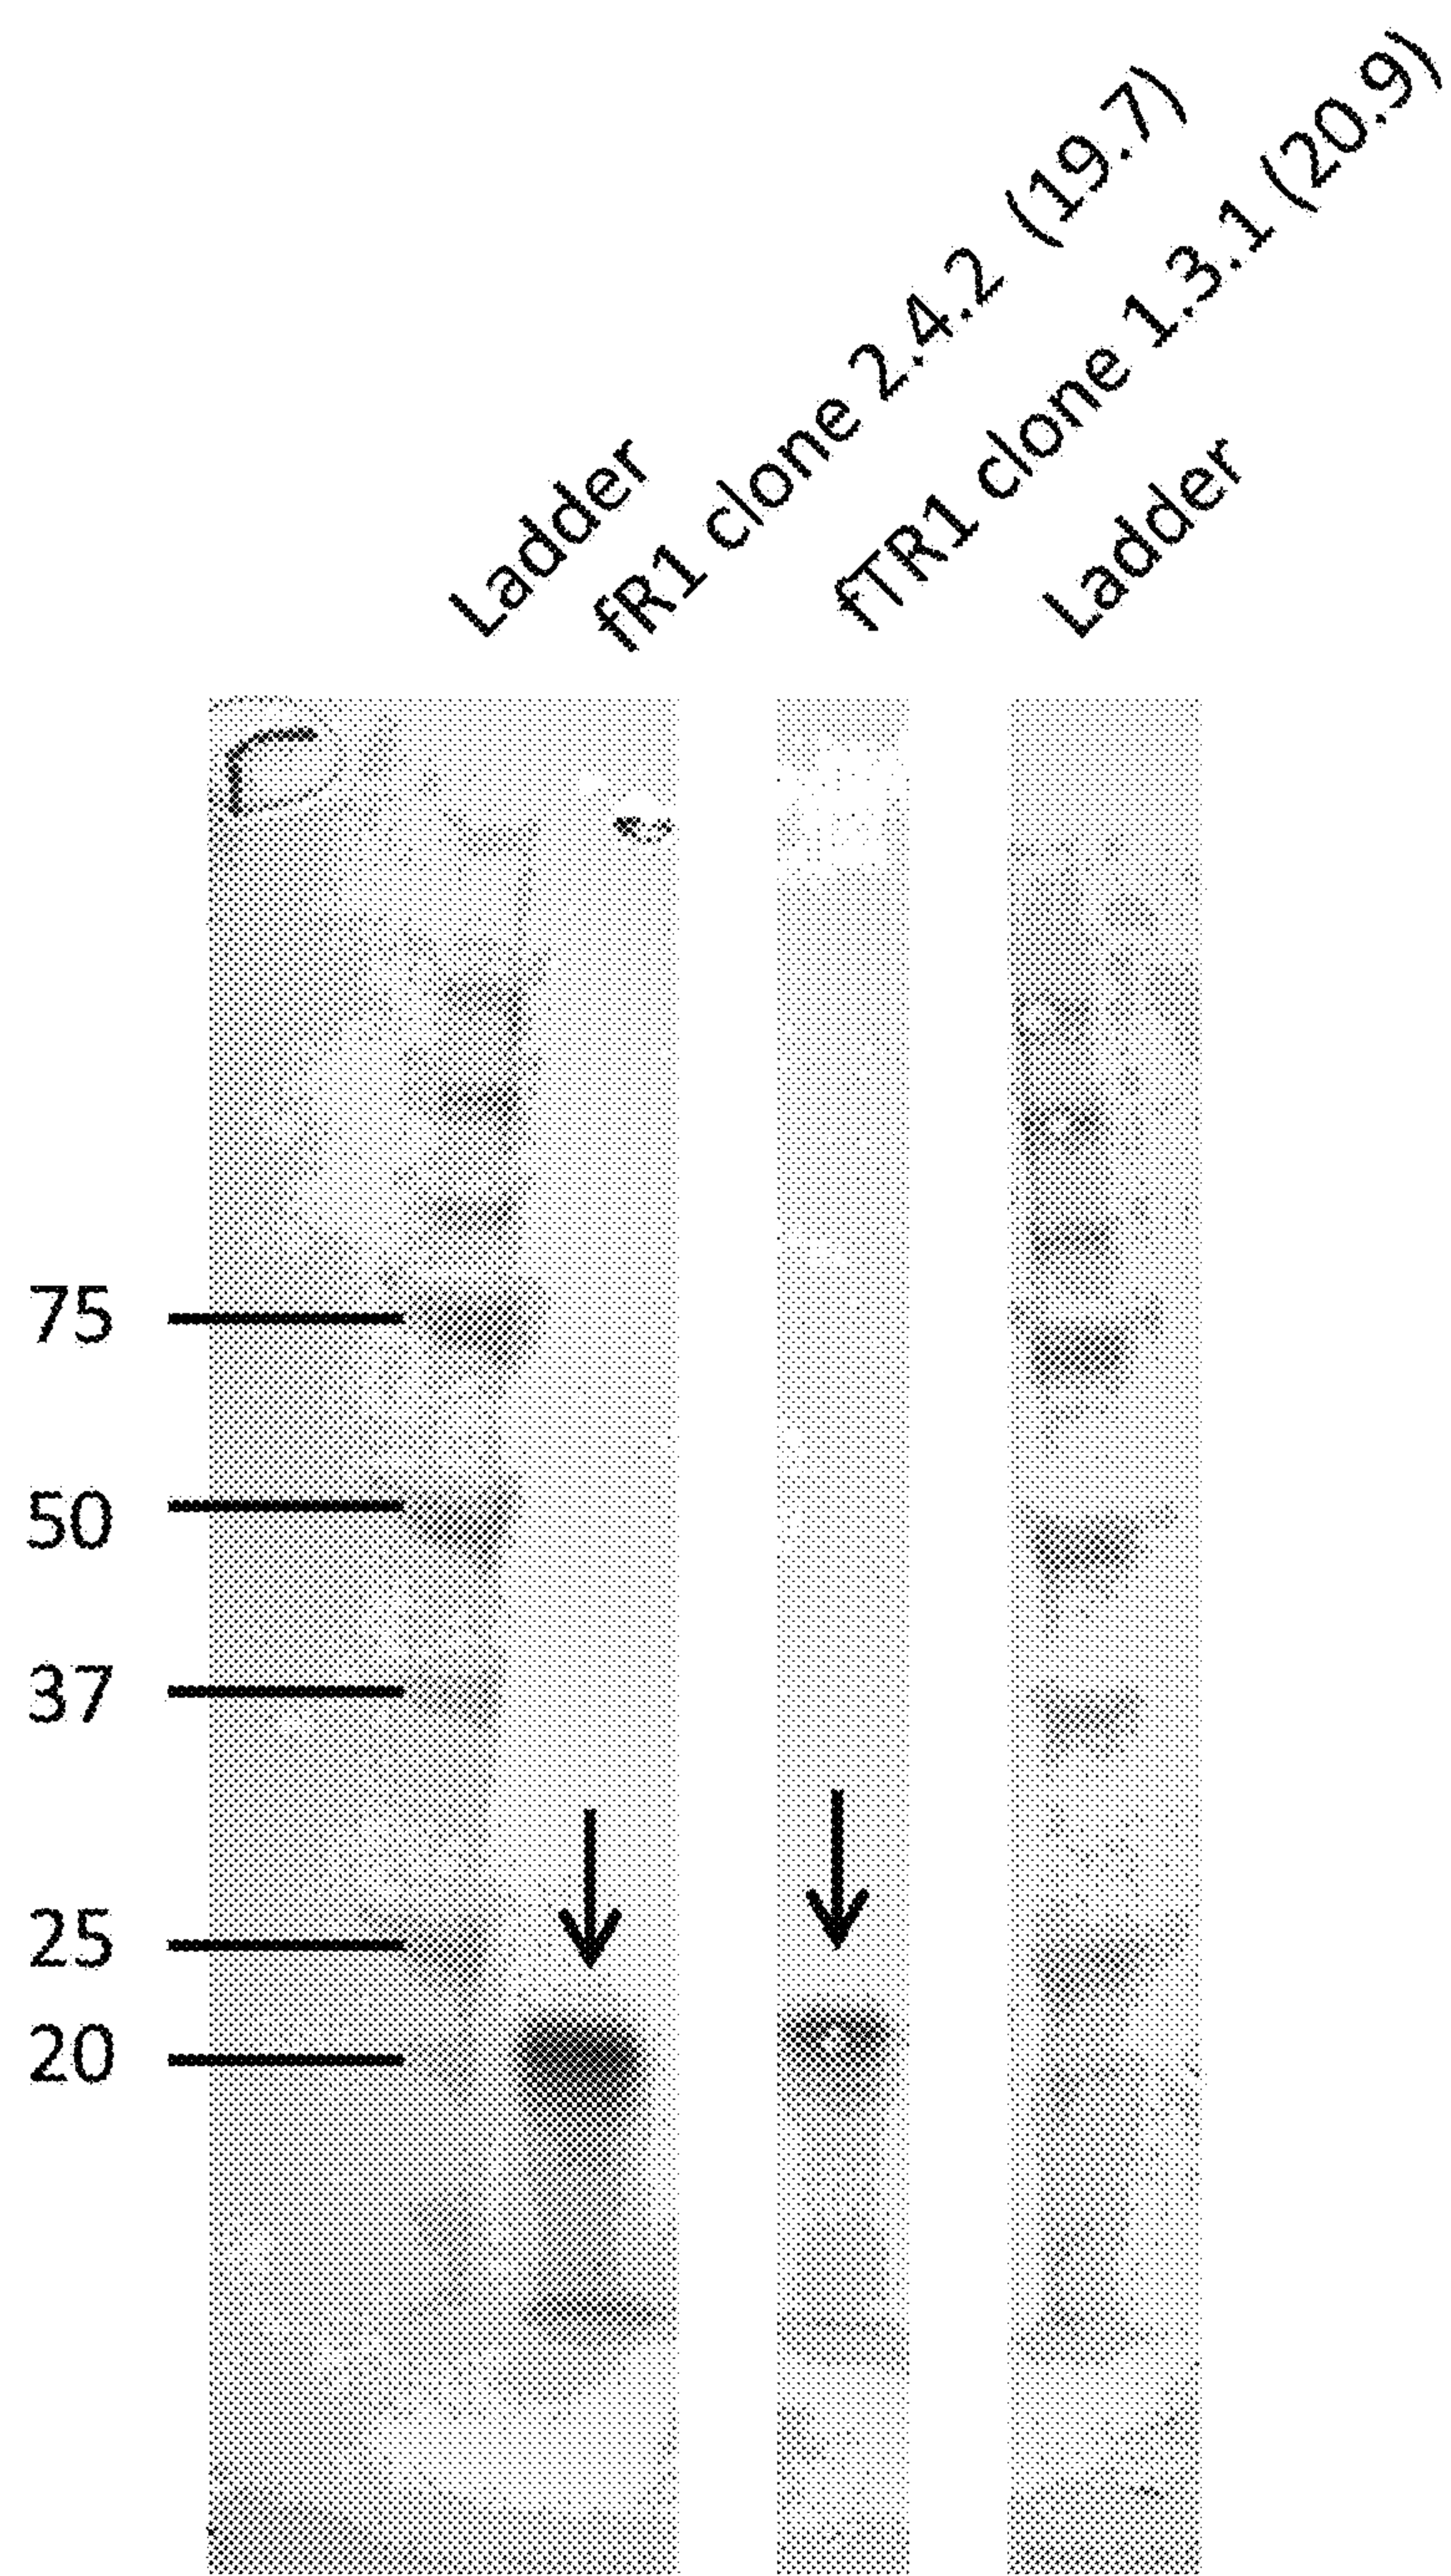 Ladder
fR1 clone 2.4.2 (19.7)
fTR1 clone 1.3.1 (20.9)
Ladder
75
50
37
25
20